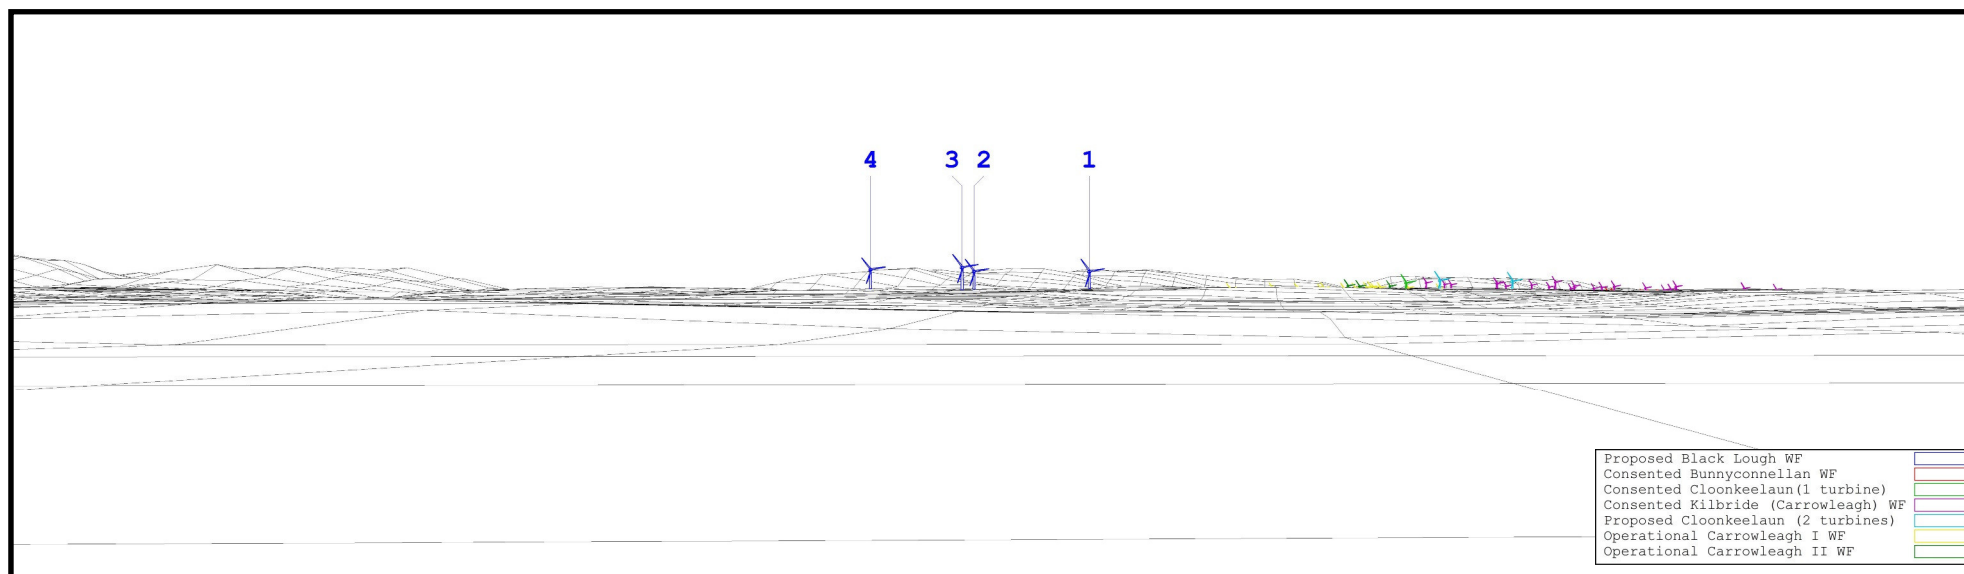 4 3 2 1
Proposed Black Lough WF
Consented Bunnyconnellan WF
Consented Cloonkeelaun(1 turbine)
Consented Kilbride (Carrowleagh) WF
Proposed Cloonkeelaun (2 turbines)
Operational Carrowleagh I WF
Operational Carrowleagh II WF